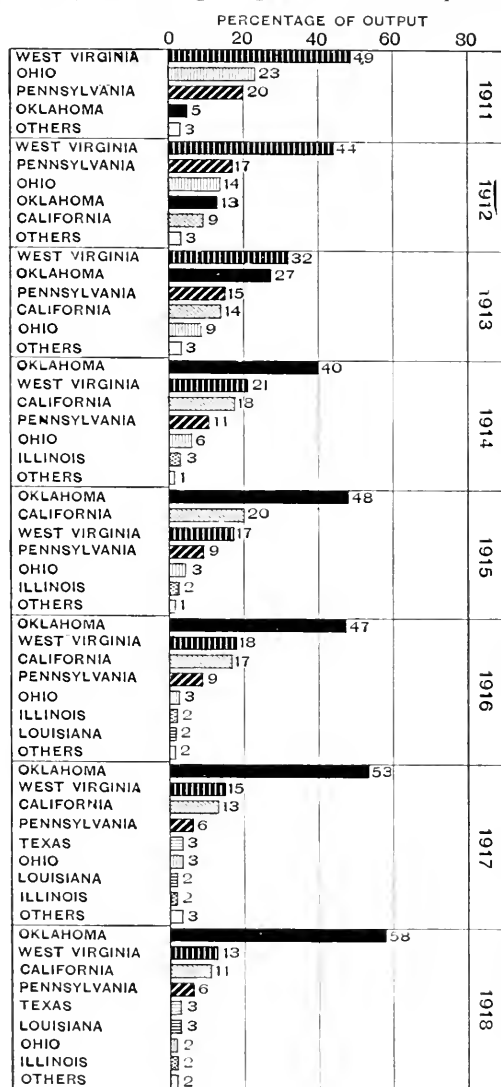 PERCENTAGE OF OUTPUT
0 20 40 60 80
WEST VIRGINIA 49
OHIO 23
PENNSYLVANIA 20
OKLAHOMA 5
OTHERS 3
1911
WEST VIRGINIA 44
PENNSYLVANIA 17
OHIO 14
OKLAHOMA 13
CALIFORNIA 9
OTHERS 3
1912
WEST VIRGINIA 32
OKLAHOMA 27
PENNSYLVANIA 15
CALIFORNIA 14
OHIO 9
OTHERS 3
1913
OKLAHOMA 40
WEST VIRGINIA 21
CALIFORNIA 18
PENNSYLVANIA 11
OHIO 6
ILLINOIS 3
OTHERS 1
1914
OKLAHOMA 48
CALIFORNIA 20
WEST VIRGINIA 17
PENNSYLVANIA 9
OHIO 3
ILLINOIS 2
OTHERS 1
1915
OKLAHOMA 47
WEST VIRGINIA 18
CALIFORNIA 17
PENNSYLVANIA 9
OHIO 3
ILLINOIS 2
LOUISIANA 2
OTHERS 2
1916
OKLAHOMA 53
WEST VIRGINIA 15
CALIFORNIA 13
PENNSYLVANIA 6
TEXAS 3
OHIO 3
LOUISIANA 2
ILLINOIS 2
OTHERS 3
1917
OKLAHOMA 58
WEST VIRGINIA 13
CALIFORNIA 11
PENNSYLVANIA 6
TEXAS 3
LOUISIANA 3
OHIO 2
ILLINOIS 2
OTHERS 2
1918